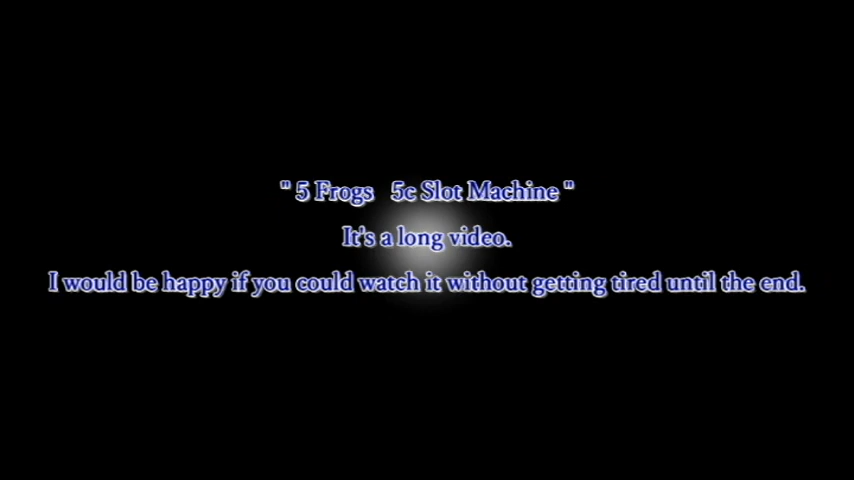 " 5 Frogs   5c Slot Machine "
It's a long video.
I would be happy if you could watch it without getting tired until the end.